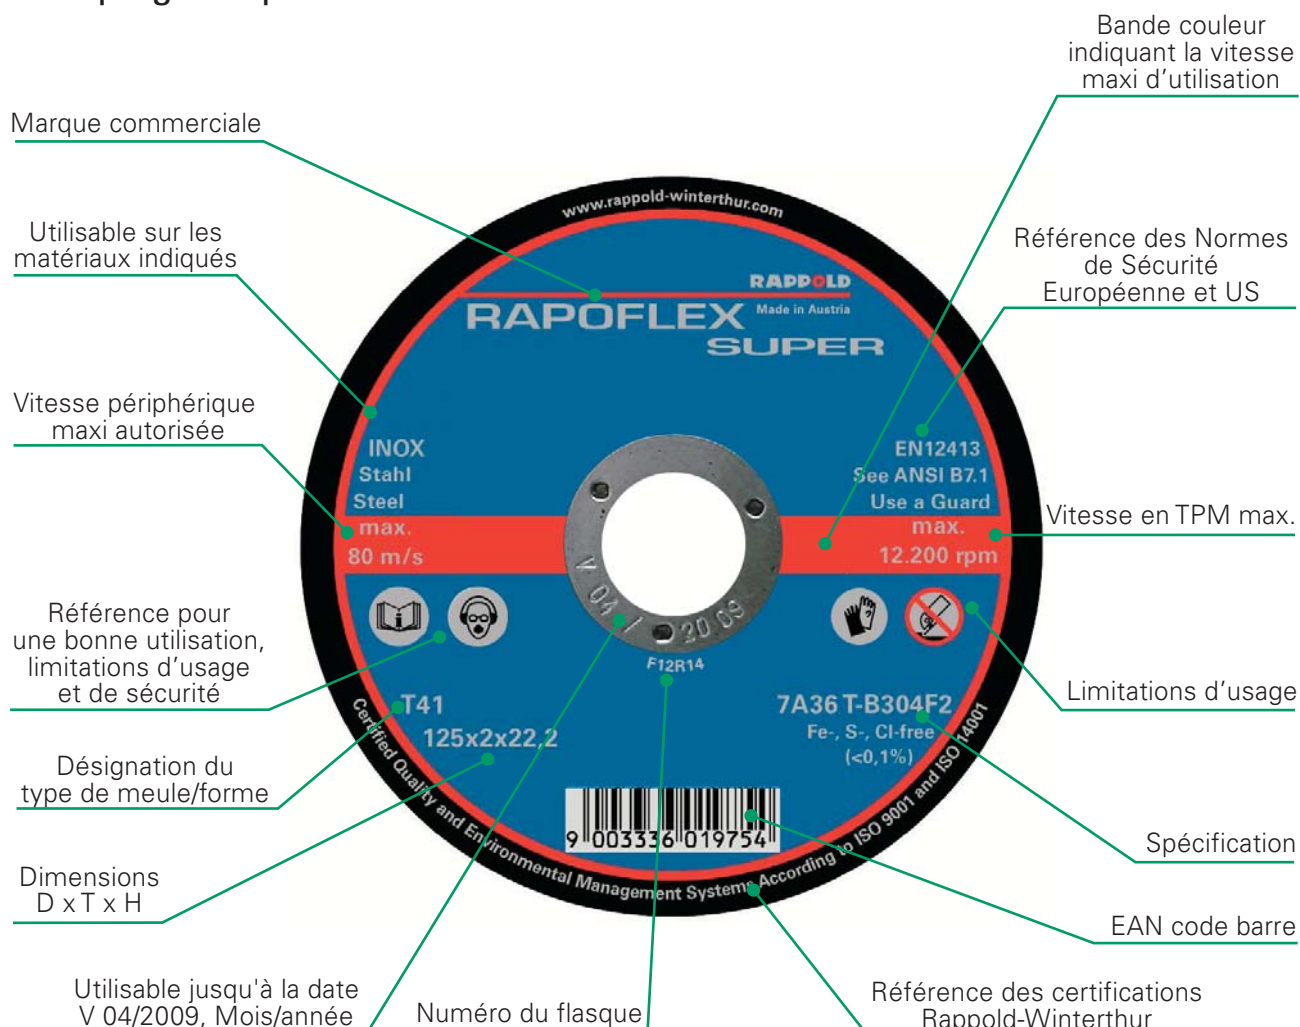 Bande couleur
indiquant la vitesse
maxi d'utilisation
Marque commerciale
Utilisable sur les
matériaux indiqués
Référence des Normes
de Sécurité
Européenne et US
Vitesse périphérique
maxi autorisée
Vitesse en TPM max.
Référence pour
une bonne utilisation,
limitations d'usage
et de sécurité
Limitations d'usage
Désignation du
type de meule/forme
Spécification
Dimensions
D x T x H
EAN code barre
Utilisable jusqu'à la date
V 04/2009, Mois/année
Numéro du flasque
Référence des certifications
Rappold-Winterthur
www.rappold-winterthur.com
RAPPOLD
RAPOFLEX
Made in Austria
SUPER
INOX
Stahl
Steel
max.
80 m/s
EN12413
See ANSI B7.1
Use a Guard
max.
12.200 rpm
V 04 / 20 09
F12R14
T41
125x2x22,2
7A36 T-B304F2
Fe-, S-, Cl-free
(<0,1%)
9 003336 019754
Certified Quality and Environmental Management Systems According to ISO 9001 and ISO 14001